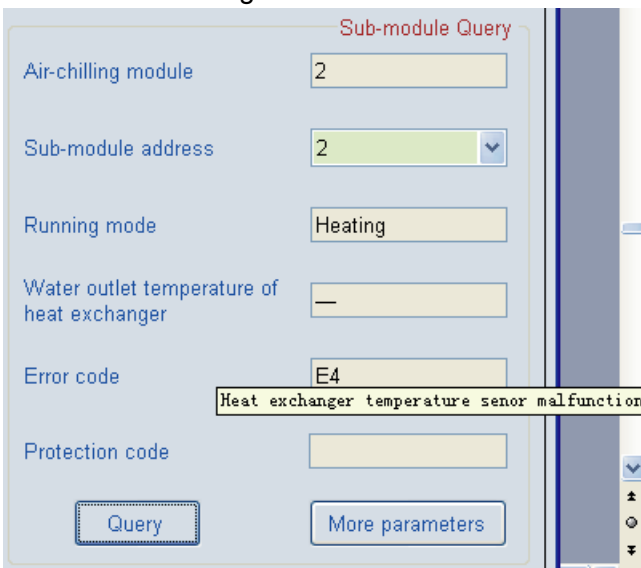 Sub-module Query
Air-chilling module 2
Sub-module address 2
Running mode Heating
Water outlet temperature of
heat exchanger —
Error code E4
Heat exchanger temperature senor malfunction
Protection code
Query More parameters